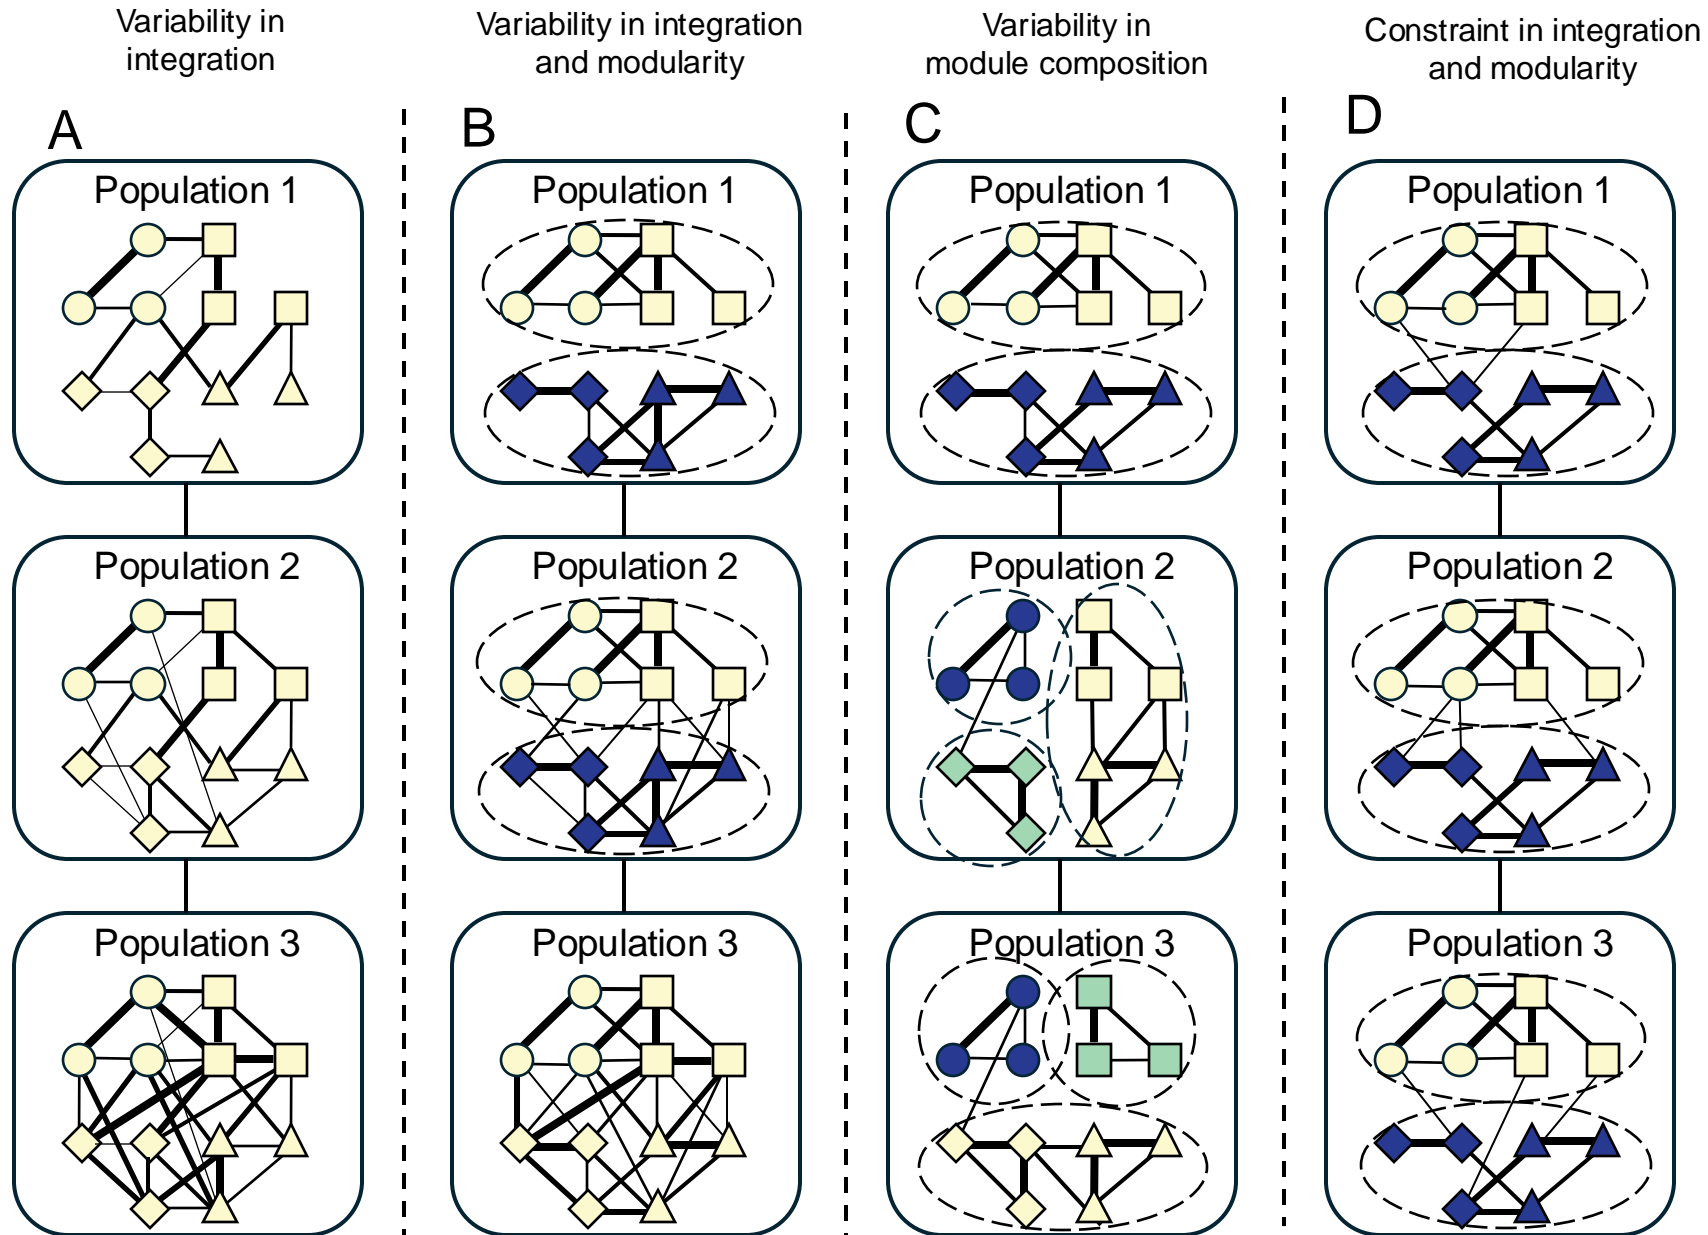 Variability in
integration
Variability in integration
and modularity
Variability in
module composition
Constraint in integration
and modularity
A
B
C
D
Population 1
Population 1
Population 1
Population 1
Population 2
Population 2
Population 2
Population 2
Population 3
Population 3
Population 3
Population 3